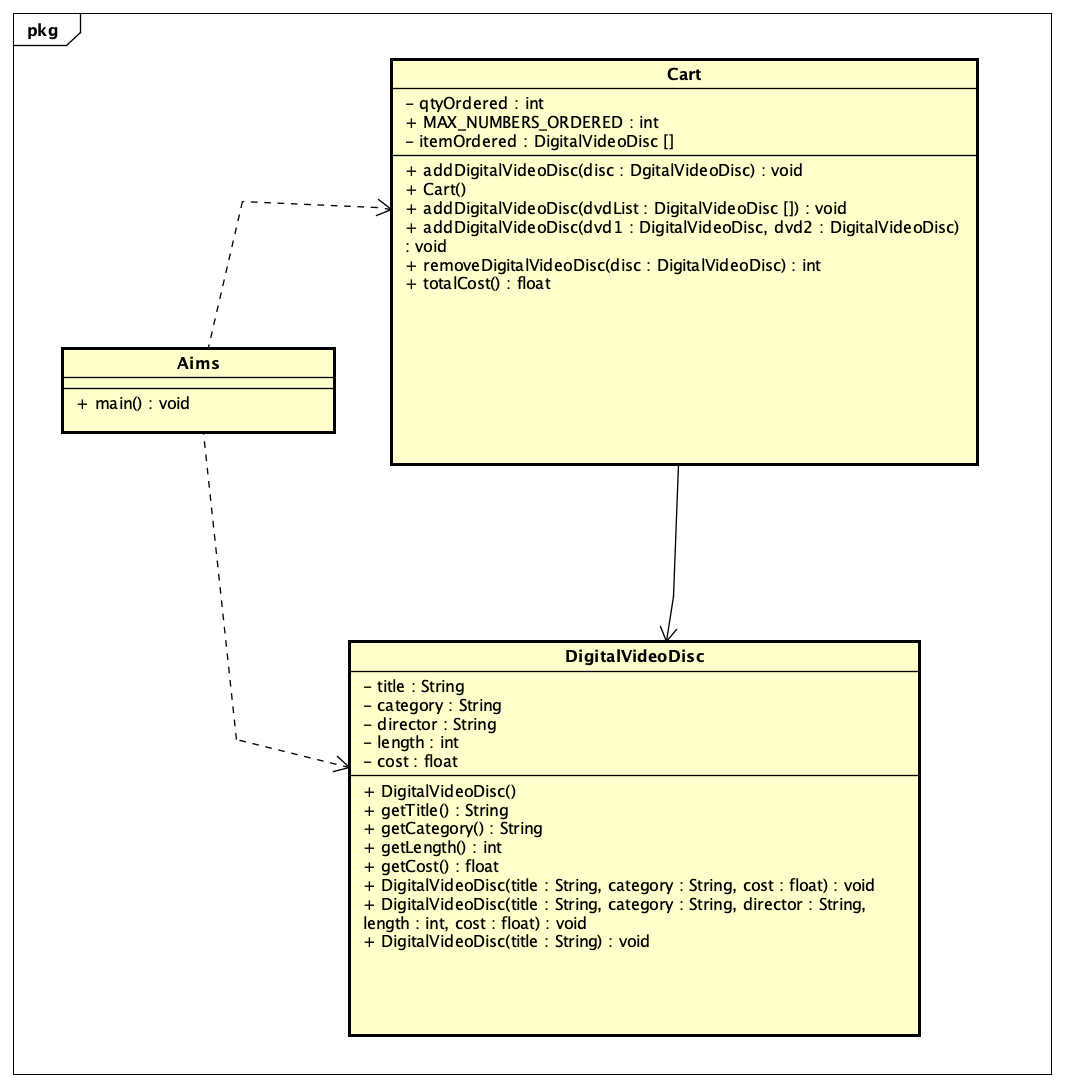 pkg
Cart
– qtyOrdered : int
+ MAX_NUMBERS_ORDERED : int
– itemOrdered : DigitalVideoDisc []
+ addDigitalVideoDisc(disc : DgitalVideoDisc) : void
+ Cart()
+ addDigitalVideoDisc(dvdList : DigitalVideoDisc []) : void
+ addDigitalVideoDisc(dvd1 : DigitalVideoDisc, dvd2 : DigitalVideoDisc)
: void
+ removeDigitalVideoDisc(disc : DigitalVideoDisc) : int
+ totalCost() : float
Aims
+ main() : void
DigitalVideoDisc
– title : String
– category : String
– director : String
– length : int
– cost : float
+ DigitalVideoDisc()
+ getTitle() : String
+ getCategory() : String
+ getLength() : int
+ getCost() : float
+ DigitalVideoDisc(title : String, category : String, cost : float) : void
+ DigitalVideoDisc(title : String, category : String, director : String,
length : int, cost : float) : void
+ DigitalVideoDisc(title : String) : void